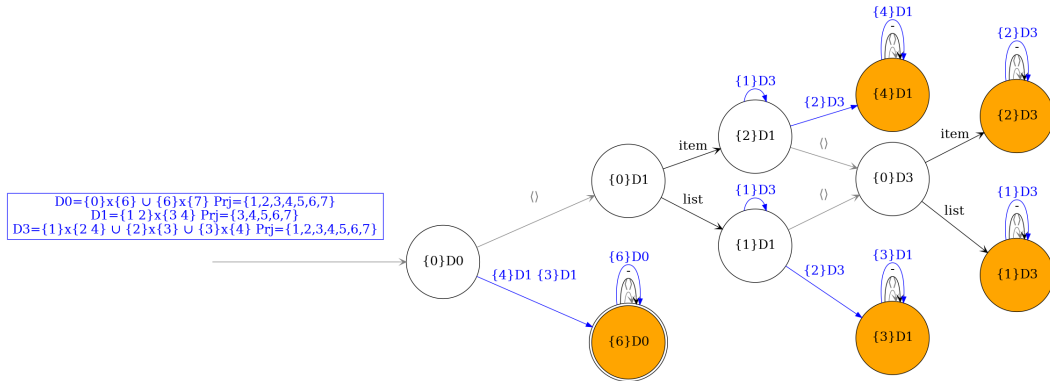 D0={0}x{6} ∪ {6}x{7} Prj={1,2,3,4,5,6,7}
D1={1 2}x{3 4} Prj={3,4,5,6,7}
D3={1}x{2 4} ∪ {2}x{3} ∪ {3}x{4} Prj={1,2,3,4,5,6,7}
{0}D0
⟨⟩
{4}D1 {3}D1
{6}D0
-
⟨⟩
{6}D0
{0}D1
item
list
{1}D3
{2}D1
{2}D3
⟨⟩
{1}D3
{1}D1
⟨⟩
{2}D3
{4}D1
-
⟨⟩
{4}D1
{0}D3
item
list
{3}D1
-
⟨⟩
{3}D1
{2}D3
-
⟨⟩
{2}D3
{1}D3
-
⟨⟩
{1}D3